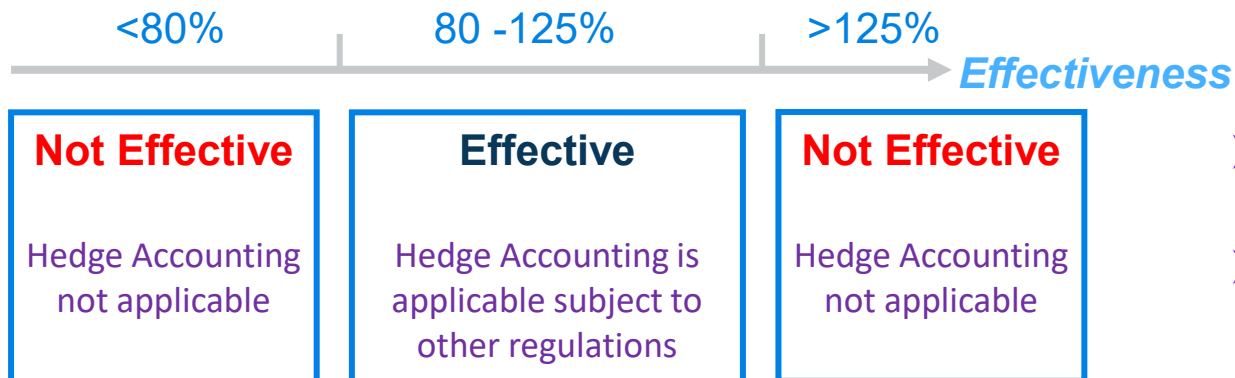 <80%
80 -125%
>125%
Effectiveness
Not Effective
Hedge Accounting
not applicable
Effective
Hedge Accounting is
applicable subject to
other regulations
Not Effective
Hedge Accounting
not applicable